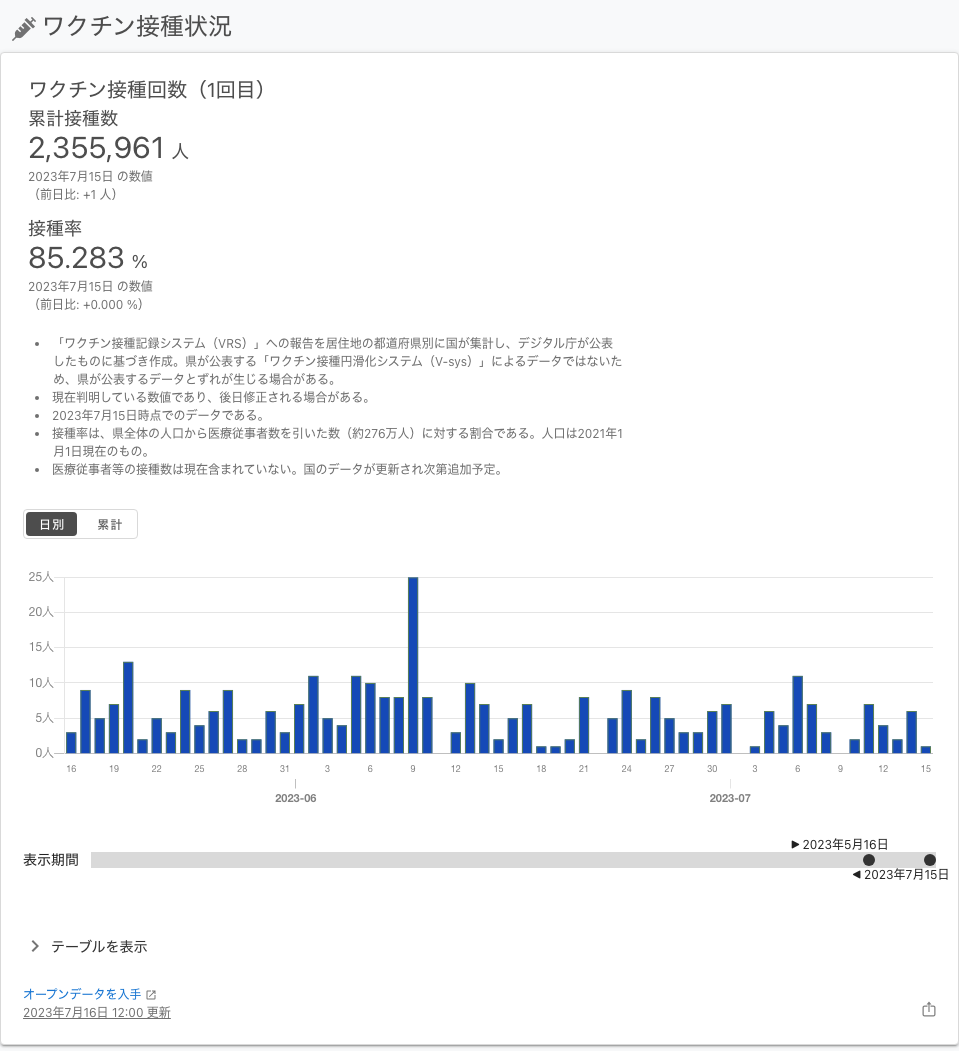 ワクチン接種状況
ワクチン接種回数（1回目）
累計接種数
2,355,961 人
2023年7月15日 の数値
（前日比: +1 人）
接種率
85.283 %
2023年7月15日 の数値
（前日比: +0.000 %）
• 「ワクチン接種記録システム（VRS）」への報告を居住地の都道府県別に国が集計し、デジタル庁が公表
したものに基づき作成。県が公表する「ワクチン接種円滑化システム（V-sys）」によるデータではないた
め、県が公表するデータとずれが生じる場合がある。
• 現在判明している数値であり、後日修正される場合がある。
• 2023年7月15日時点でのデータである。
• 接種率は、県全体の人口から医療従事者数を引いた数（約276万人）に対する割合である。人口は2021年1
月1日現在のもの。
• 医療従事者等の接種数は現在含まれていない。国のデータが更新され次第追加予定。
日別 累計
25人
20人
15人
10人
5人
0人
16 19 22 25 28 31 3 6 9 12 15 18 21 24 27 30 3 6 9 12 15
2023-06 2023-07
▶ 2023年5月16日
表示期間
◀ 2023年7月15日
テーブルを表示
オープンデータを入手
2023年7月16日 12:00 更新